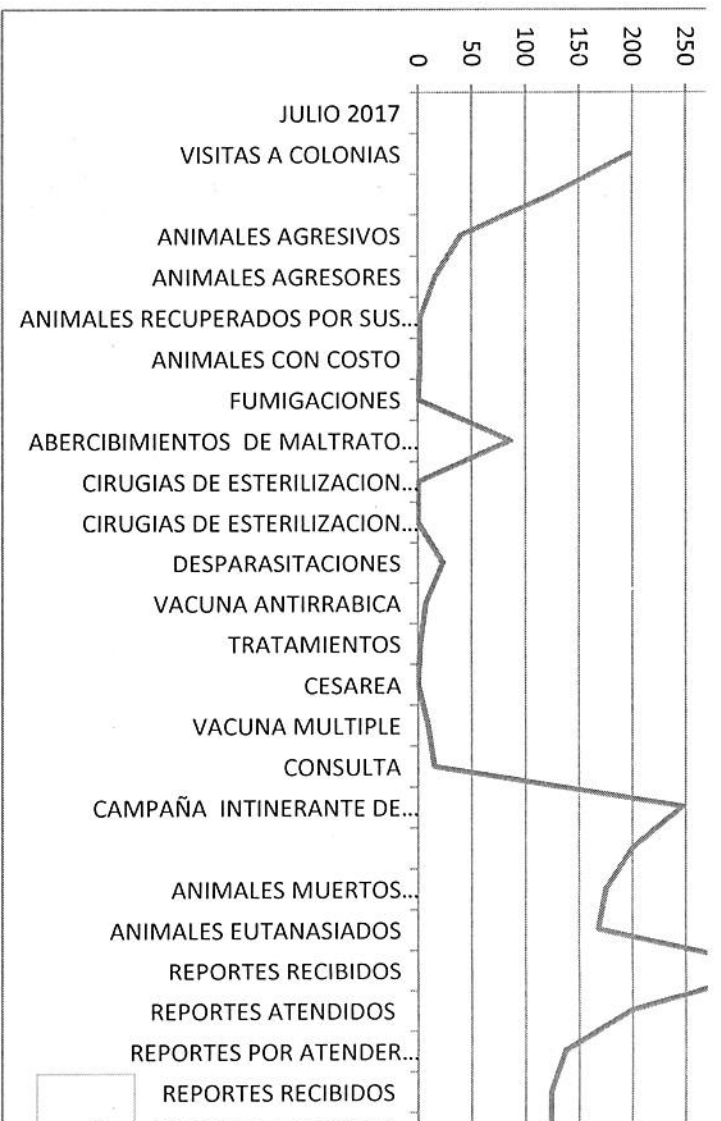 0
50
100
150
200
250
JULIO 2017
VISITAS A COLONIAS
ANIMALES AGRESIVOS
ANIMALES AGRESORES
ANIMALES RECUPERADOS POR SUS...
ANIMALES CON COSTO
FUMIGACIONES
ABERCIBIMIENTOS DE MALTRATO...
CIRUGIAS DE ESTERILIZACION...
CIRUGIAS DE ESTERILIZACION...
DESPARASITACIONES
VACUNA ANTIRRABICA
TRATAMIENTOS
CESAREA
VACUNA MULTIPLE
CONSULTA
CAMPAÑA INTINERANTE DE...
ANIMALES MUERTOS...
ANIMALES EUTANASIADOS
REPORTES RECIBIDOS
REPORTES ATENDIDOS
REPORTES POR ATENDER...
REPORTES RECIBIDOS